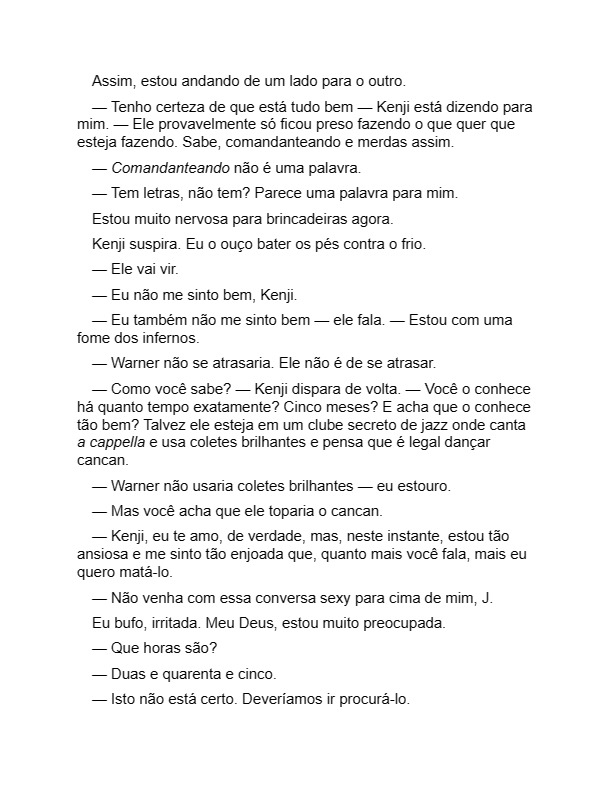 Assim, estou andando de um lado para o outro.
— Tenho certeza de que está tudo bem — Kenji está dizendo para
mim. — Ele provavelmente só ficou preso fazendo o que quer que
esteja fazendo. Sabe, comandanteando e merdas assim.
— Comandanteando não é uma palavra.
— Tem letras, não tem? Parece uma palavra para mim.
Estou muito nervosa para brincadeiras agora.
Kenji suspira. Eu o ouço bater os pés contra o frio.
— Ele vai vir.
— Eu não me sinto bem, Kenji.
— Eu também não me sinto bem — ele fala. — Estou com uma
fome dos infernos.
— Warner não se atrasaria. Ele não é de se atrasar.
— Como você sabe? — Kenji dispara de volta. — Você o conhece
há quanto tempo exatamente? Cinco meses? E acha que o conhece
tão bem? Talvez ele esteja em um clube secreto de jazz onde canta
a cappella e usa coletes brilhantes e pensa que é legal dançar
cancan.
— Warner não usaria coletes brilhantes — eu estouro.
— Mas você acha que ele toparia o cancan.
— Kenji, eu te amo, de verdade, mas, neste instante, estou tão
ansiosa e me sinto tão enjoada que, quanto mais você fala, mais eu
quero matá-lo.
— Não venha com essa conversa sexy para cima de mim, J.
Eu bufo, irritada. Meu Deus, estou muito preocupada.
— Que horas são?
— Duas e quarenta e cinco.
— Isto não está certo. Deveríamos ir procurá-lo.